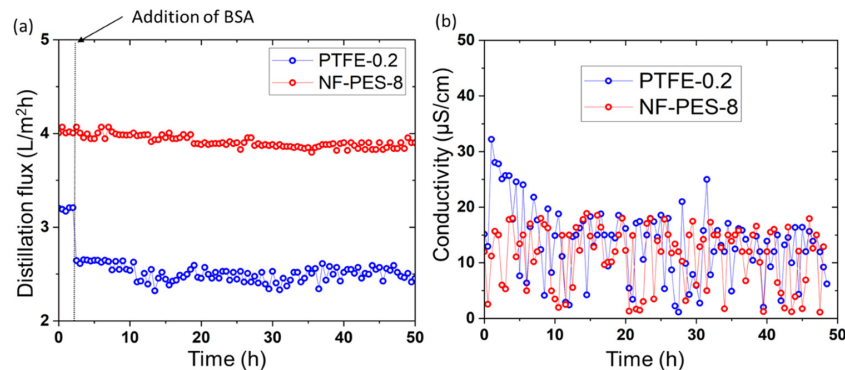 (a)
Addition of BSA
5
4
3
2
Distillation flux (L/m²h)
PTFE-0.2
NF-PES-8
0
10
20
30
40
50
Time (h)
(b)
50
40
30
20
10
0
Conductivity (µS/cm)
PTFE-0.2
NF-PES-8
0
10
20
30
40
50
Time (h)